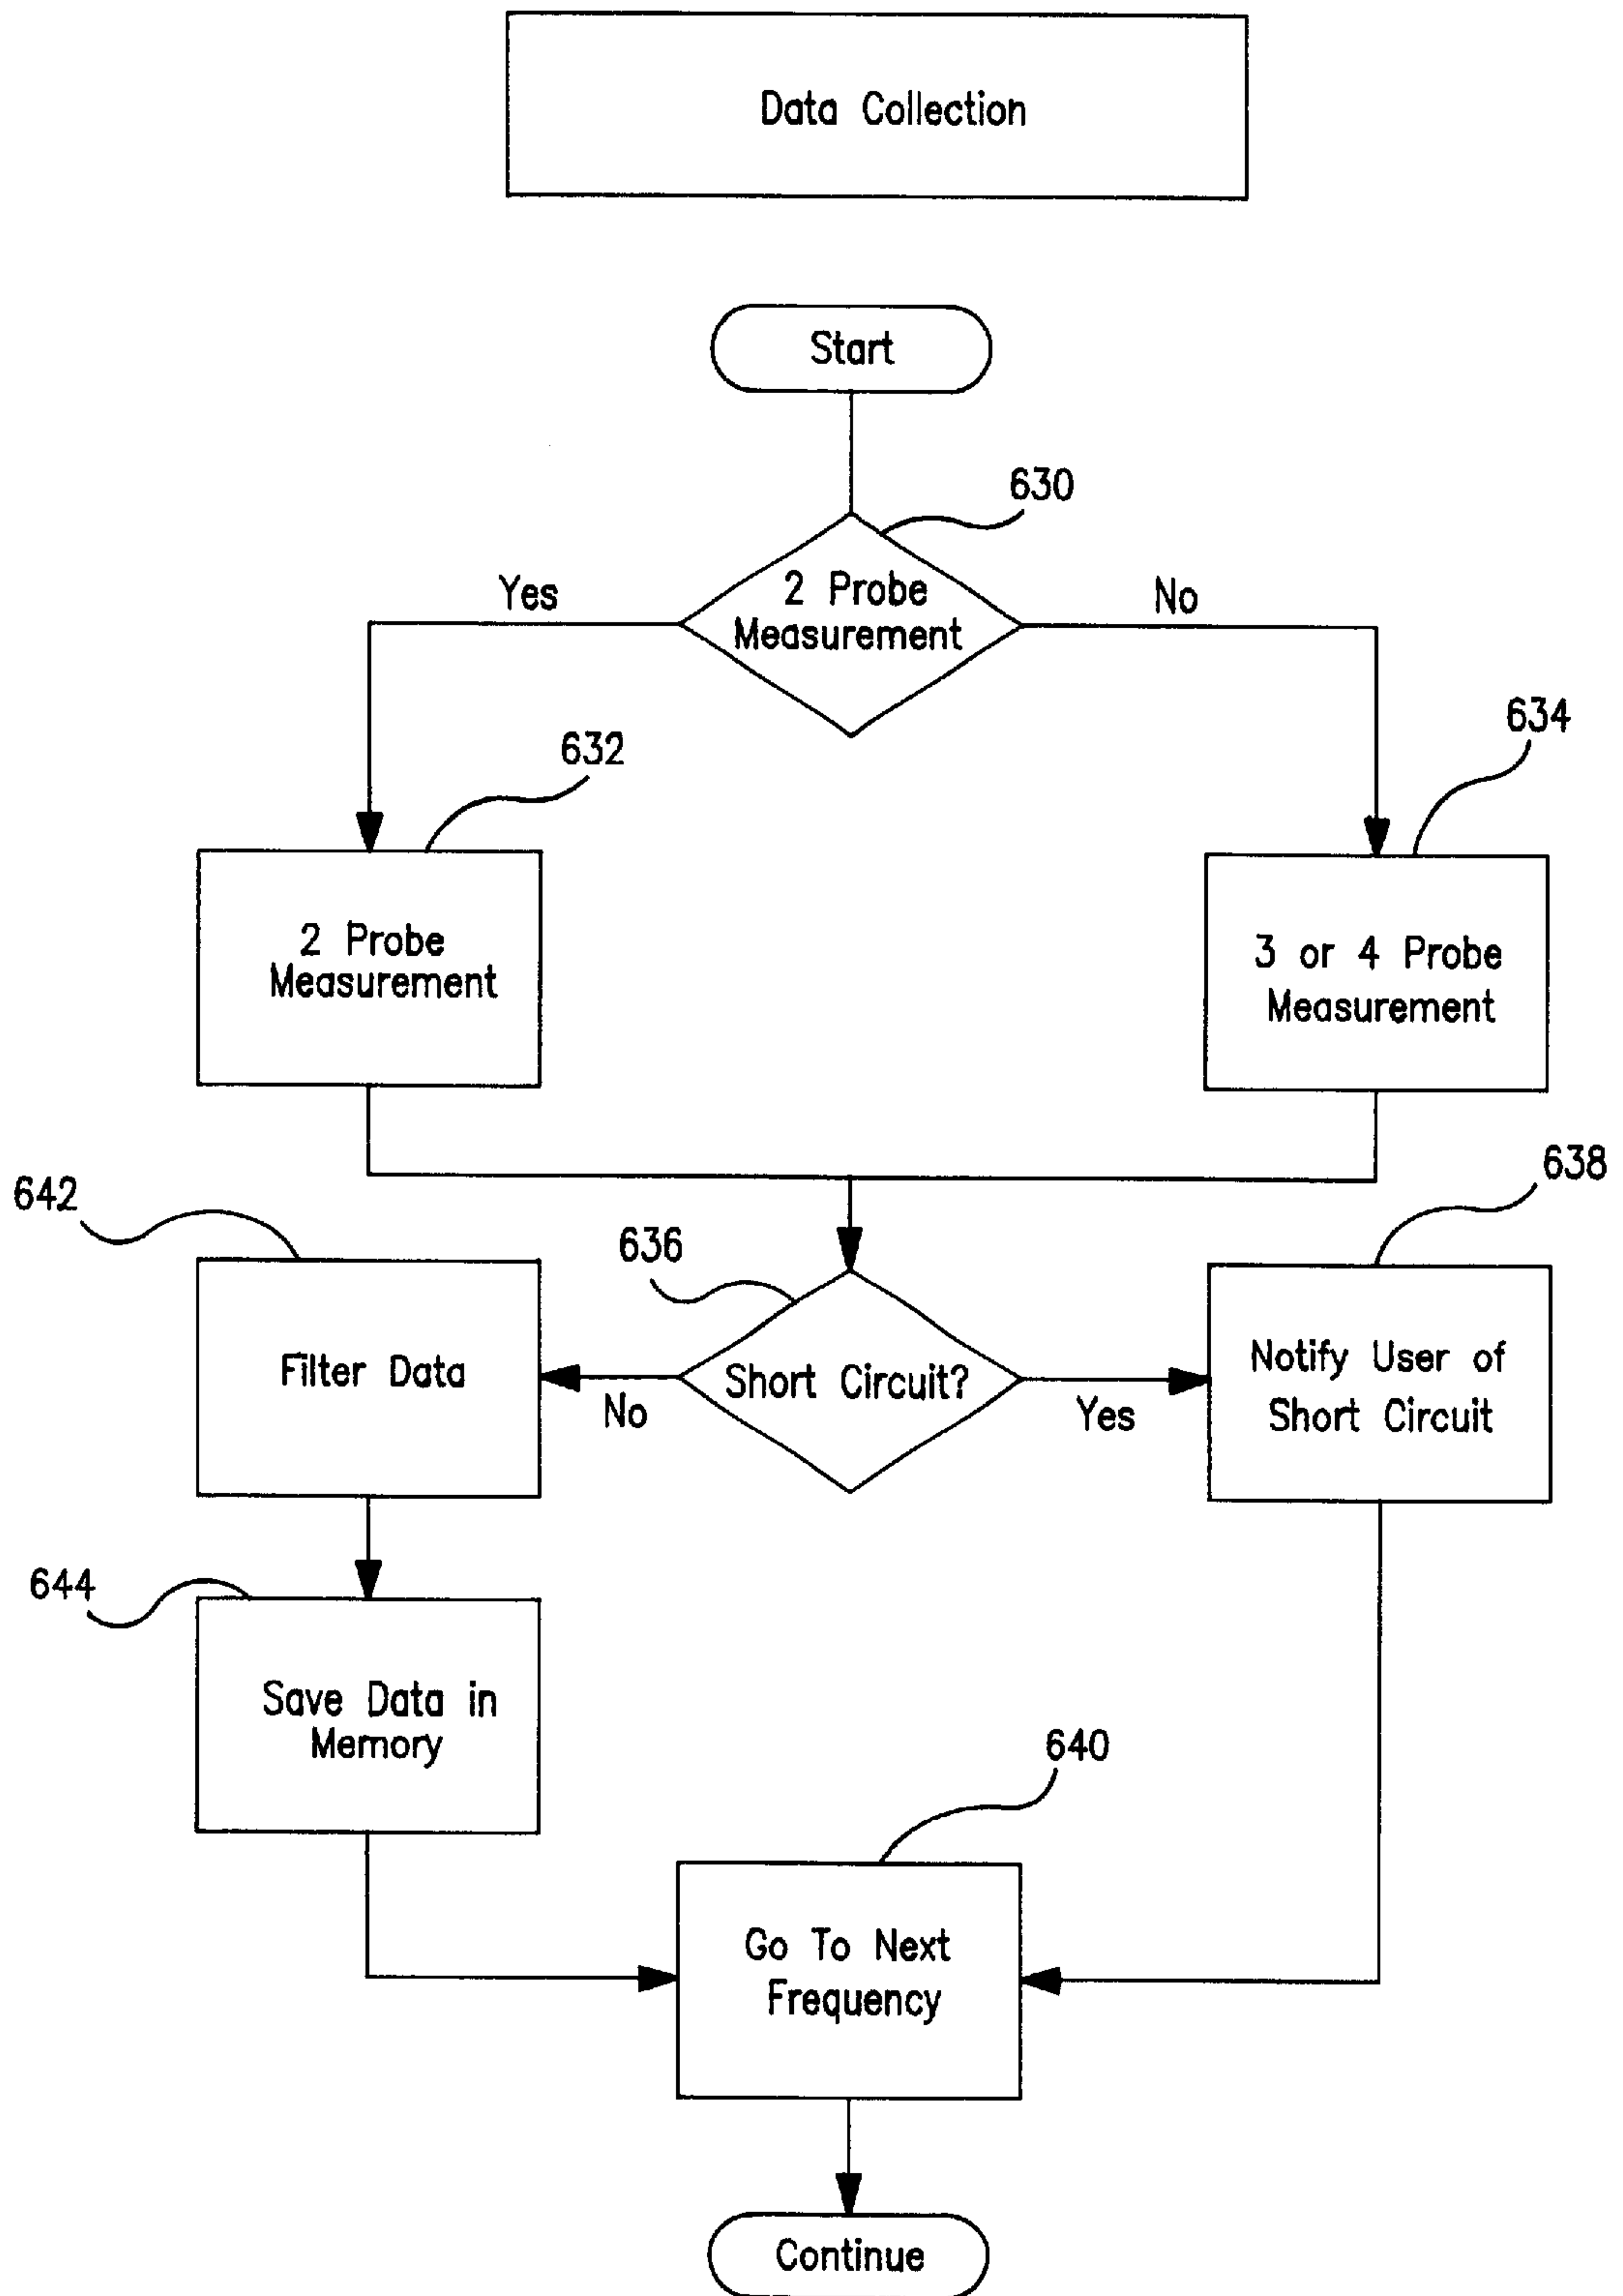 Data Collection
Start
630
2 Probe
Measurement
Yes
No
632
634
2 Probe
Measurement
3 or 4 Probe
Measurement
642
636
638
Filter Data
Short Circuit?
No
Yes
Notify User of
Short Circuit
644
Save Data in
Memory
640
Go To Next
Frequency
Continue